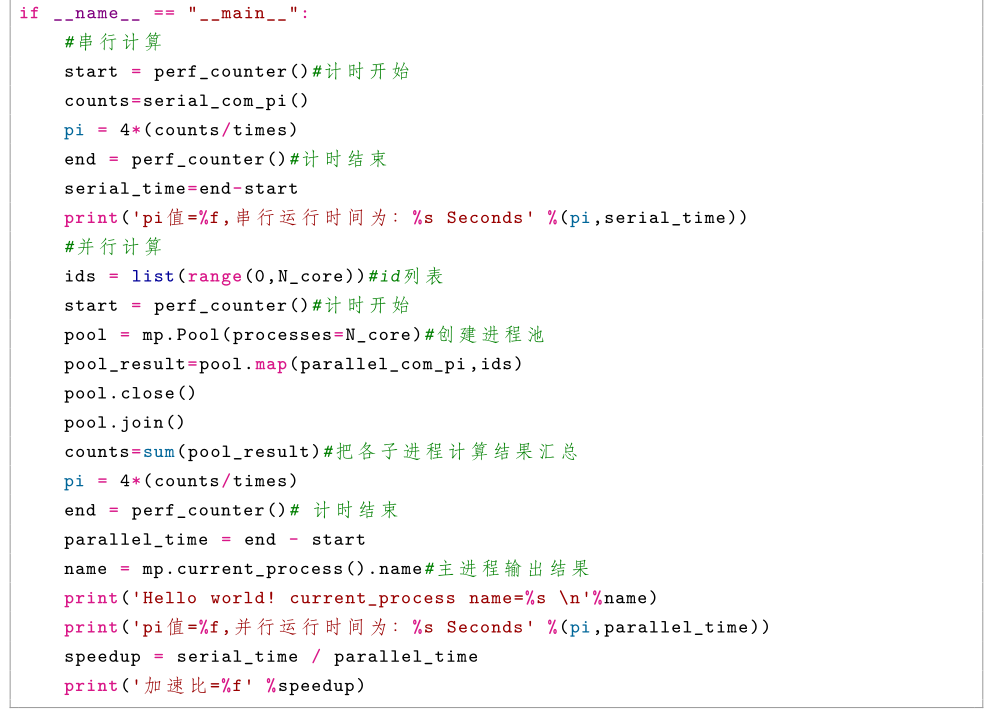 if __name__ == "__main__":
    #串行计算
    start = perf_counter()#计时开始
    counts=serial_com_pi()
    pi = 4*(counts/times)
    end = perf_counter()#计时结束
    serial_time=end-start
    print('pi值=%f,串行运行时间为: %s Seconds' %(pi,serial_time))
    #并行计算
    ids = list(range(0,N_core))#id列表
    start = perf_counter()#计时开始
    pool = mp.Pool(processes=N_core)#创建进程池
    pool_result=pool.map(parallel_com_pi,ids)
    pool.close()
    pool.join()
    counts=sum(pool_result)#把各子进程计算结果汇总
    pi = 4*(counts/times)
    end = perf_counter()# 计时结束
    parallel_time = end - start
    name = mp.current_process().name#主进程输出结果
    print('Hello world! current_process name=%s \n'%name)
    print('pi值=%f,并行运行时间为: %s Seconds' %(pi,parallel_time))
    speedup = serial_time / parallel_time
    print('加速比=%f' %speedup)